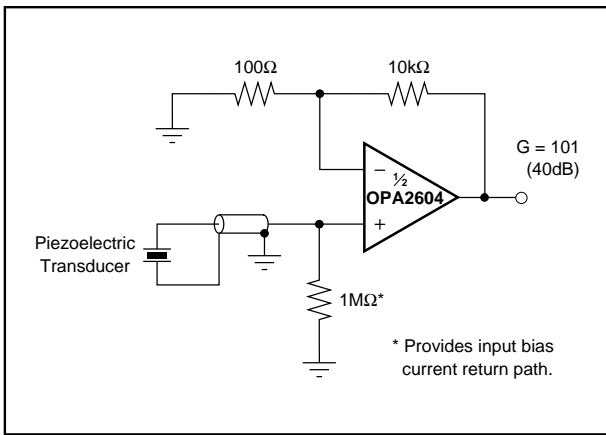 100Ω
10kΩ
G = 101
(40dB)
−
½
OPA2604
+
Piezoelectric
Transducer
1MΩ*
* Provides input bias
current return path.